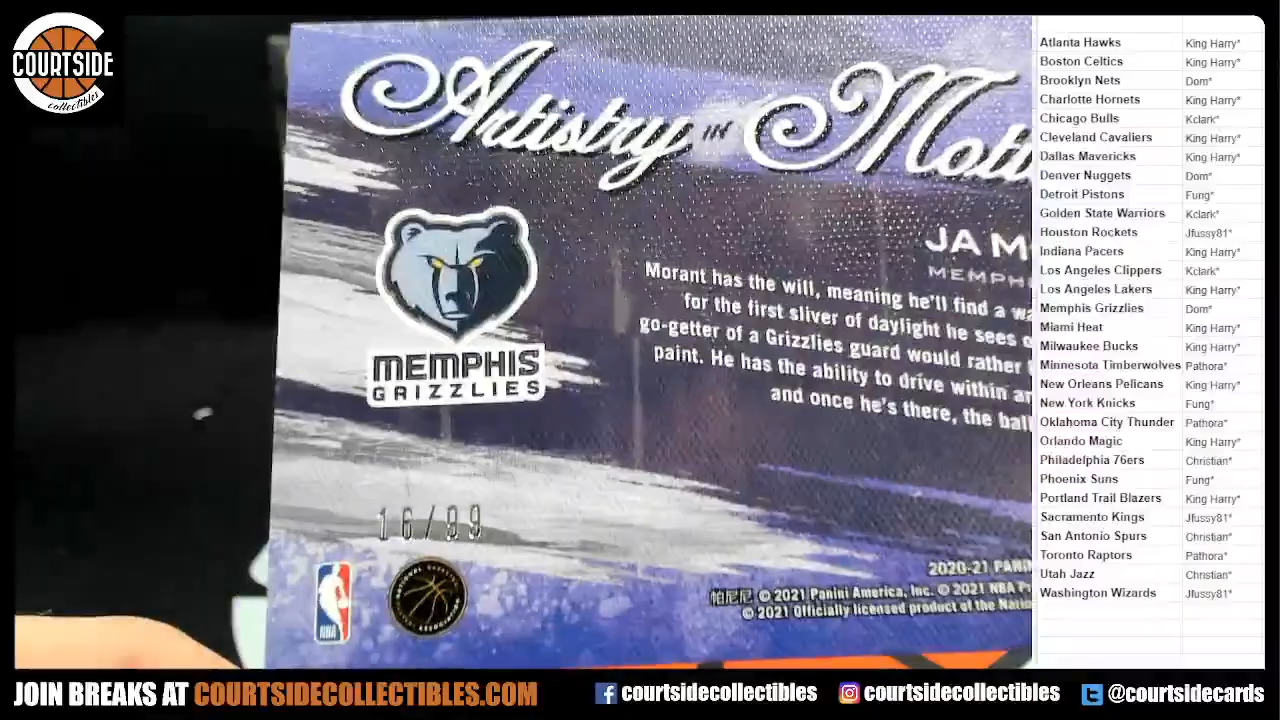 COURTSIDE
collectibles
Artistry IN Moti
JA M
MEMPH
Morant has the will, meaning he'll find a wa
for the first sliver of daylight he sees
go-getter of a Grizzlies guard would rather
paint. He has the ability to drive within an
and once he's there, the ball
MEMPHIS
GRIZZLIES
16/99
NBA
2020-21 PANINI
帕尼尼 © 2021 Panini America, Inc. © 2021 NBA Pr
© 2021 Officially licensed product of the Natio
Atlanta Hawks King Harry*
Boston Celtics King Harry*
Brooklyn Nets Dom*
Charlotte Hornets King Harry*
Chicago Bulls Kclark*
Cleveland Cavaliers King Harry*
Dallas Mavericks King Harry*
Denver Nuggets Dom*
Detroit Pistons Fung*
Golden State Warriors Kclark*
Houston Rockets Jfussy81*
Indiana Pacers King Harry*
Los Angeles Clippers Kclark*
Los Angeles Lakers King Harry*
Memphis Grizzlies Dom*
Miami Heat King Harry*
Milwaukee Bucks King Harry*
Minnesota Timberwolves Pathora*
New Orleans Pelicans King Harry*
New York Knicks Fung*
Oklahoma City Thunder Pathora*
Orlando Magic King Harry*
Philadelphia 76ers Christian*
Phoenix Suns Fung*
Portland Trail Blazers King Harry*
Sacramento Kings Jfussy81*
San Antonio Spurs Christian*
Toronto Raptors Pathora*
Utah Jazz Christian*
Washington Wizards Jfussy81*
JOIN BREAKS AT COURTSIDECOLLECTIBLES.COM courtsidecollectibles courtsidecollectibles @courtsidecards